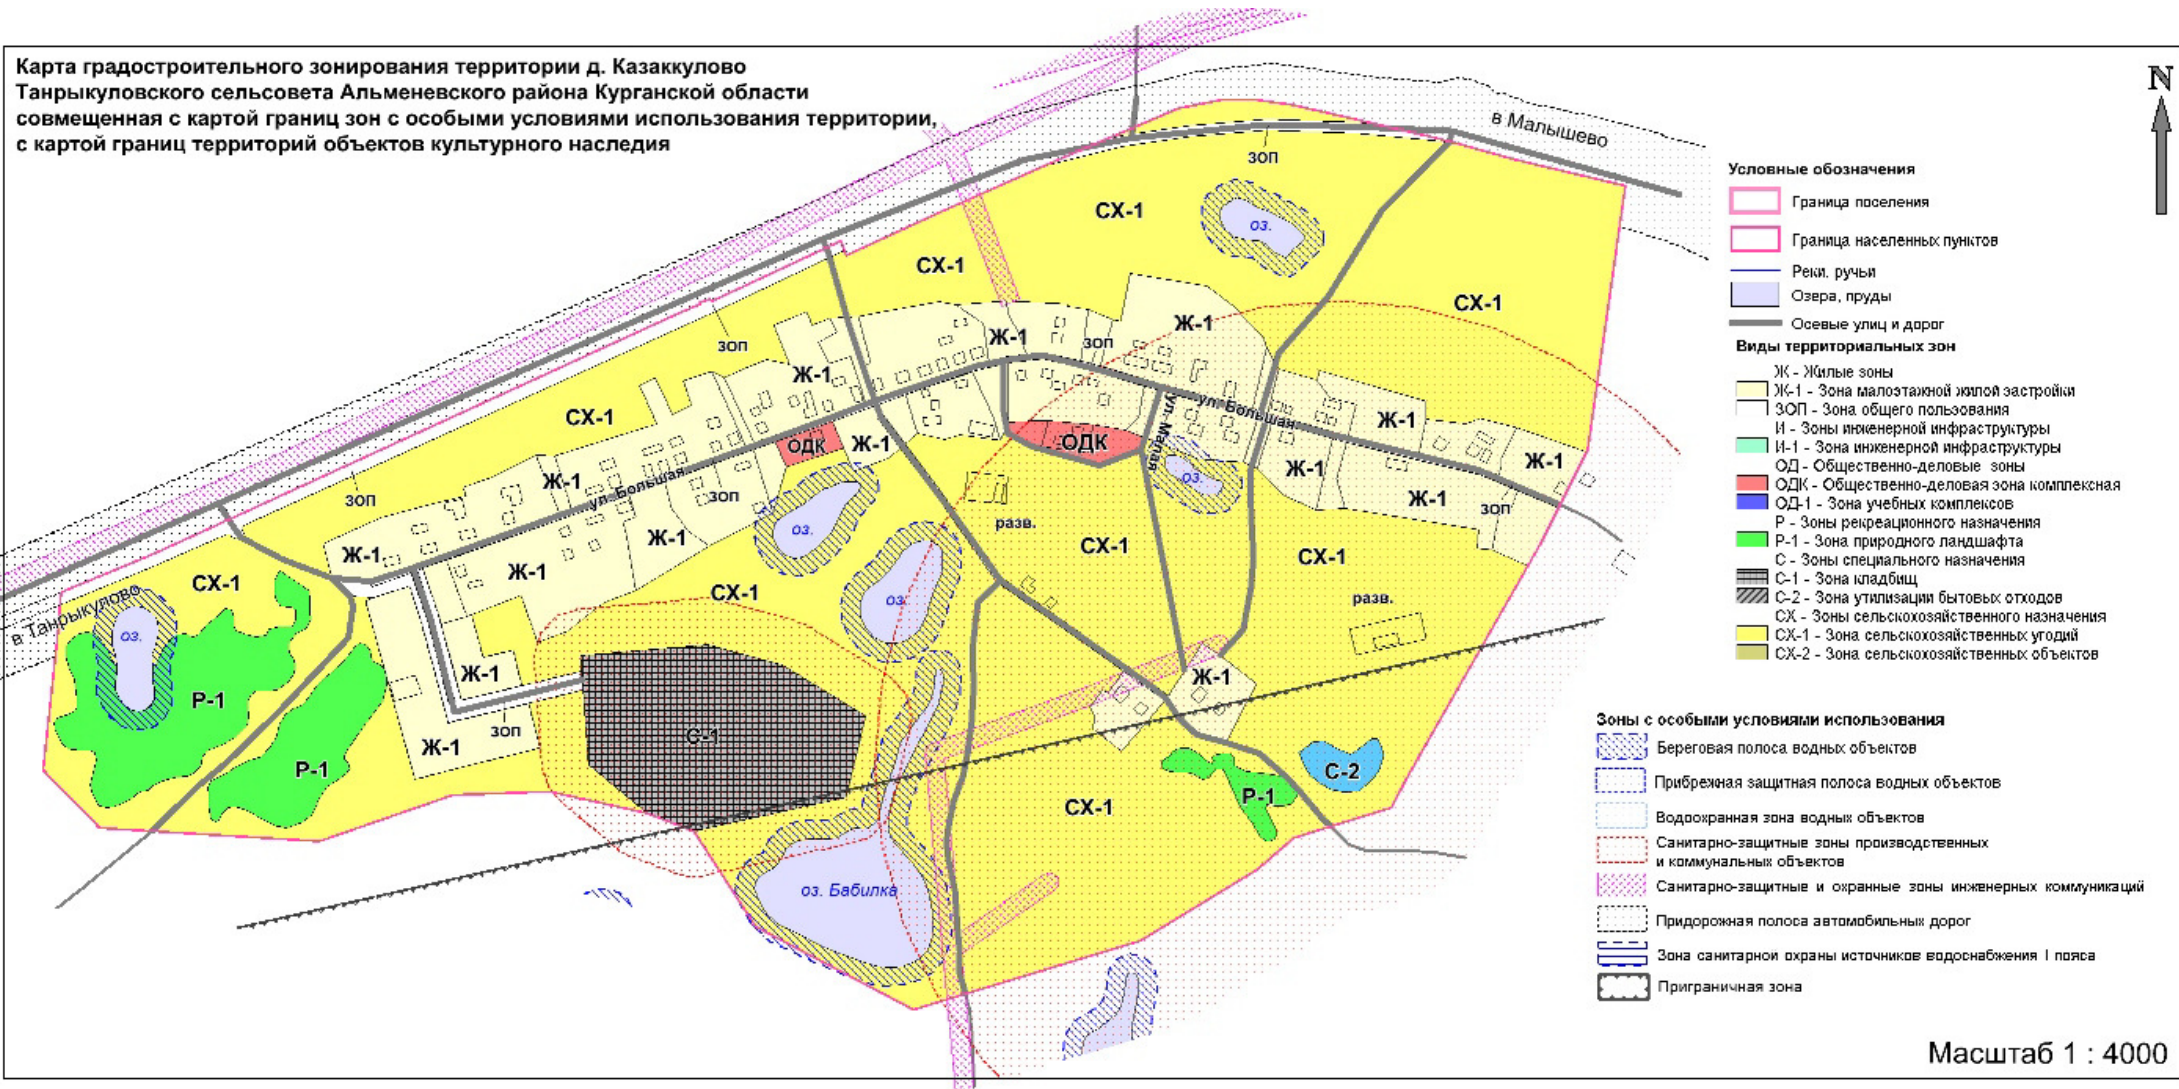 Карта градостроительного зонирования территории д. Казаккулово
Танрыкуловского сельсовета Альменевского района Курганской области
совмещенная с картой границ зон с особыми условиями использования территории,
с картой границ территорий объектов культурного наследия
N
в Малышево
ЗОП
СХ-1
оз.
СХ-1
СХ-1
Ж-1
Ж-1
ЗОП
ЗОП
Ж-1
СХ-1
ул. Большая
Ж-1
ул. Малая
ОДК
Ж-1
ОДК
Ж-1
Ж-1
Ж-1
оз.
ул. Большая
ЗОП
ЗОП
Ж-1
ЗОП
разв.
оз.
Ж-1
СХ-1
СХ-1
Ж-1
Ж-1
СХ-1
СХ-1
разв.
оз.
в Танрыкулово
оз.
Ж-1
Ж-1
Р-1
ЗОП
С-1
Ж-1
Р-1
С-2
Р-1
СХ-1
оз. Бабилка
Условные обозначения
Граница поселения
Граница населенных пунктов
Реки, ручьи
Озера, пруды
Осевые улиц и дорог
Виды территориальных зон
Ж - Жилые зоны
Ж-1 - Зона малоэтажной жилой застройки
ЗОП - Зона общего пользования
И - Зоны инженерной инфраструктуры
И-1 - Зона инженерной инфраструктуры
ОД - Общественно-деловые зоны
ОДК - Общественно-деловая зона комплексная
ОД-1 - Зона учебных комплексов
Р - Зоны рекреационного назначения
Р-1 - Зона природного ландшафта
С - Зоны специального назначения
С-1 - Зона кладбищ
С-2 - Зона утилизации бытовых отходов
СХ - Зоны сельскохозяйственного назначения
СХ-1 - Зона сельскохозяйственных угодий
СХ-2 - Зона сельскохозяйственных объектов
Зоны с особыми условиями использования
Береговая полоса водных объектов
Прибрежная защитная полоса водных объектов
Водоохранная зона водных объектов
Санитарно-защитные зоны производственных
и коммунальных объектов
Санитарно-защитные и охранные зоны инженерных коммуникаций
Придорожная полоса автомобильных дорог
Зона санитарной охраны источников водоснабжения I пояса
Приграничная зона
Масштаб 1 : 4000